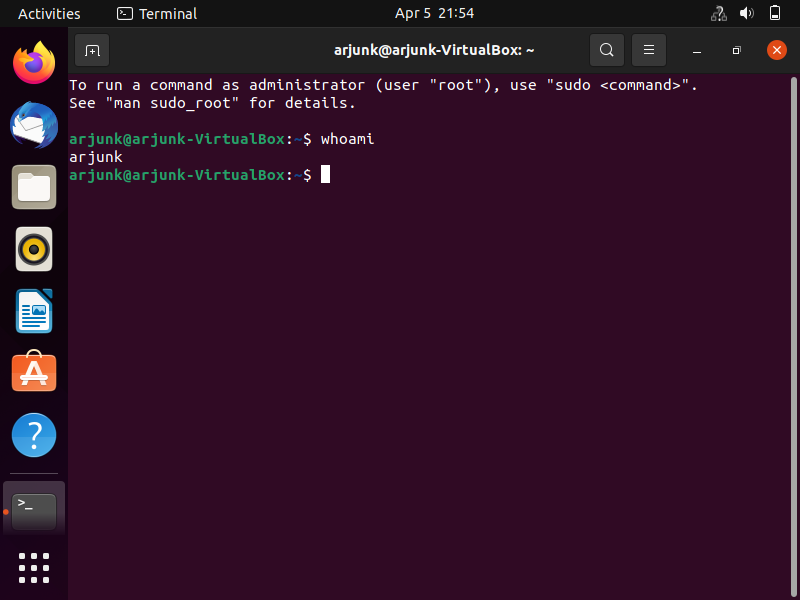 Activities Terminal Apr 5 21:54
arjunk@arjunk-VirtualBox: ~
To run a command as administrator (user "root"), use "sudo <command>".
See "man sudo_root" for details.
arjunk@arjunk-VirtualBox:~$ whoami
arjunk
arjunk@arjunk-VirtualBox:~$